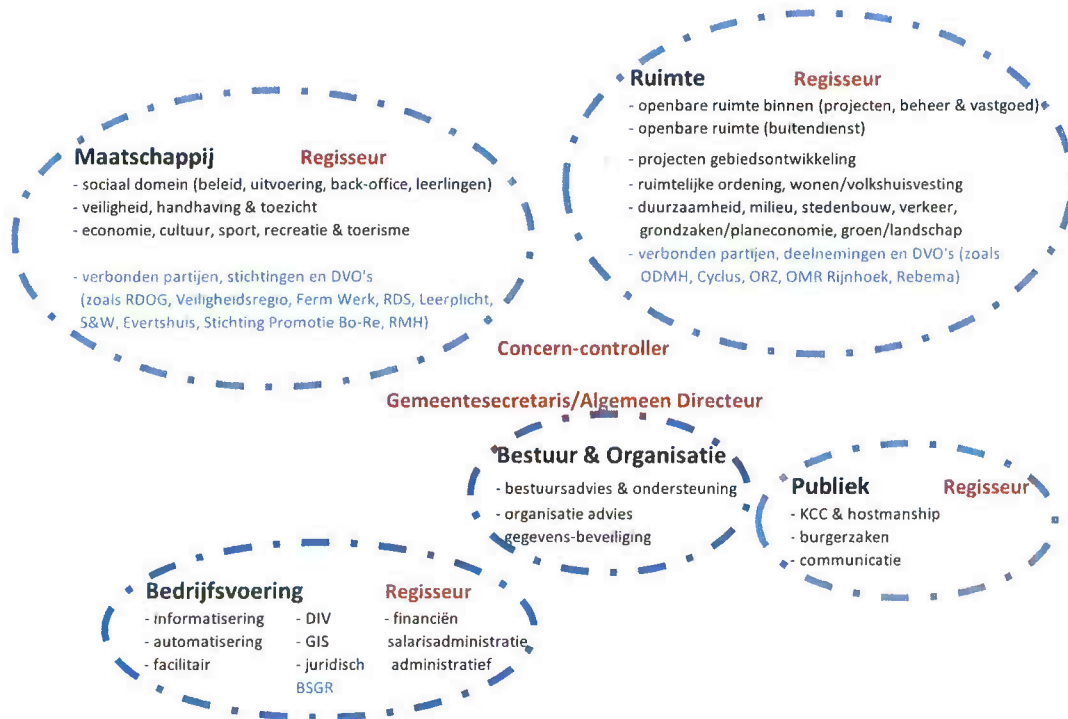 Ruimte Regisseur
- openbare ruimte binnen (projecten, beheer & vastgoed)
- openbare ruimte (buitendienst)
- projecten gebiedsontwikkeling
- ruimtelijke ordening, wonen/volkshuisvesting
- duurzaamheid, milieu, stedenbouw, verkeer,
grondzaken/planeconomie, groen/landschap
- verbonden partijen, deelnemingen en DVO's (zoals
ODMH, Cyclus, ORZ, OMR Rijnhoek, Rebema)
Maatschappij Regisseur
- sociaal domein (beleid, uitvoering, back-office, leerlingen)
- veiligheid, handhaving & toezicht
- economie, cultuur, sport, recreatie & toerisme
- verbonden partijen, stichtingen en DVO's
(zoals RDOG, Veiligheidsregio, Ferm Werk, RDS, Leerplicht,
S&W, Evertshuis, Stichting Promotie Bo-Re, RMH)
Concern-controller
Gemeentesecretaris/Algemeen Directeur
Bestuur & Organisatie
- bestuursadvies & ondersteuning
- organisatie advies
gegevens-beveiliging
Publiek Regisseur
- KCC & hostmanship
- burgerzaken
- communicatie
Bedrijfsvoering Regisseur
- informatisering - DIV - financiën
- automatisering - GIS salarisadministratie
- facilitair - juridisch administratief
BSGR